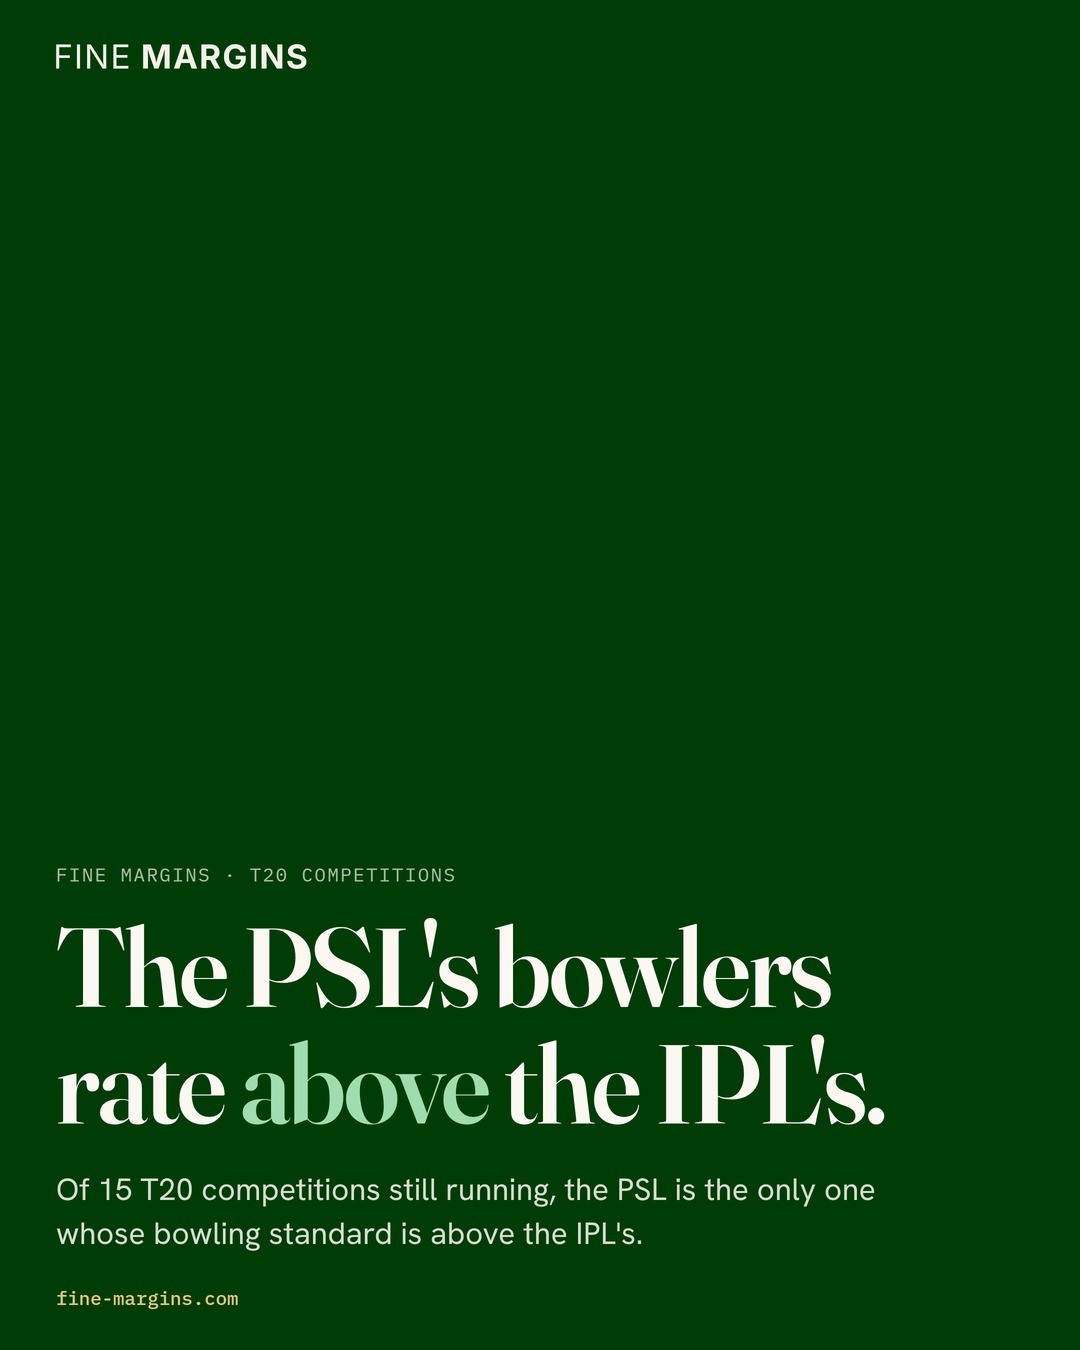 FINE MARGINS
FINE MARGINS · T20 COMPETITIONS
The PSL's bowlers
rate above the IPL's.
Of 15 T20 competitions still running, the PSL is the only one
whose bowling standard is above the IPL's.
fine-margins.com